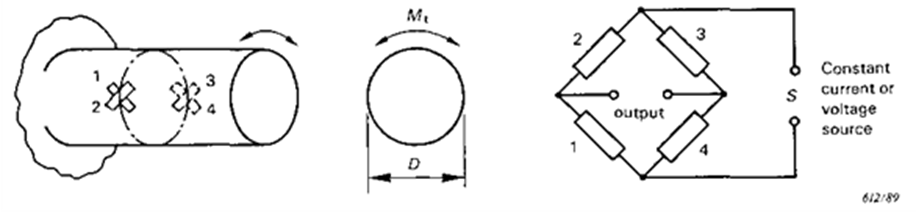 1
2
3
4
Mt
D
2
3
output
1
4
S
Constant
current or
voltage
source
612/89